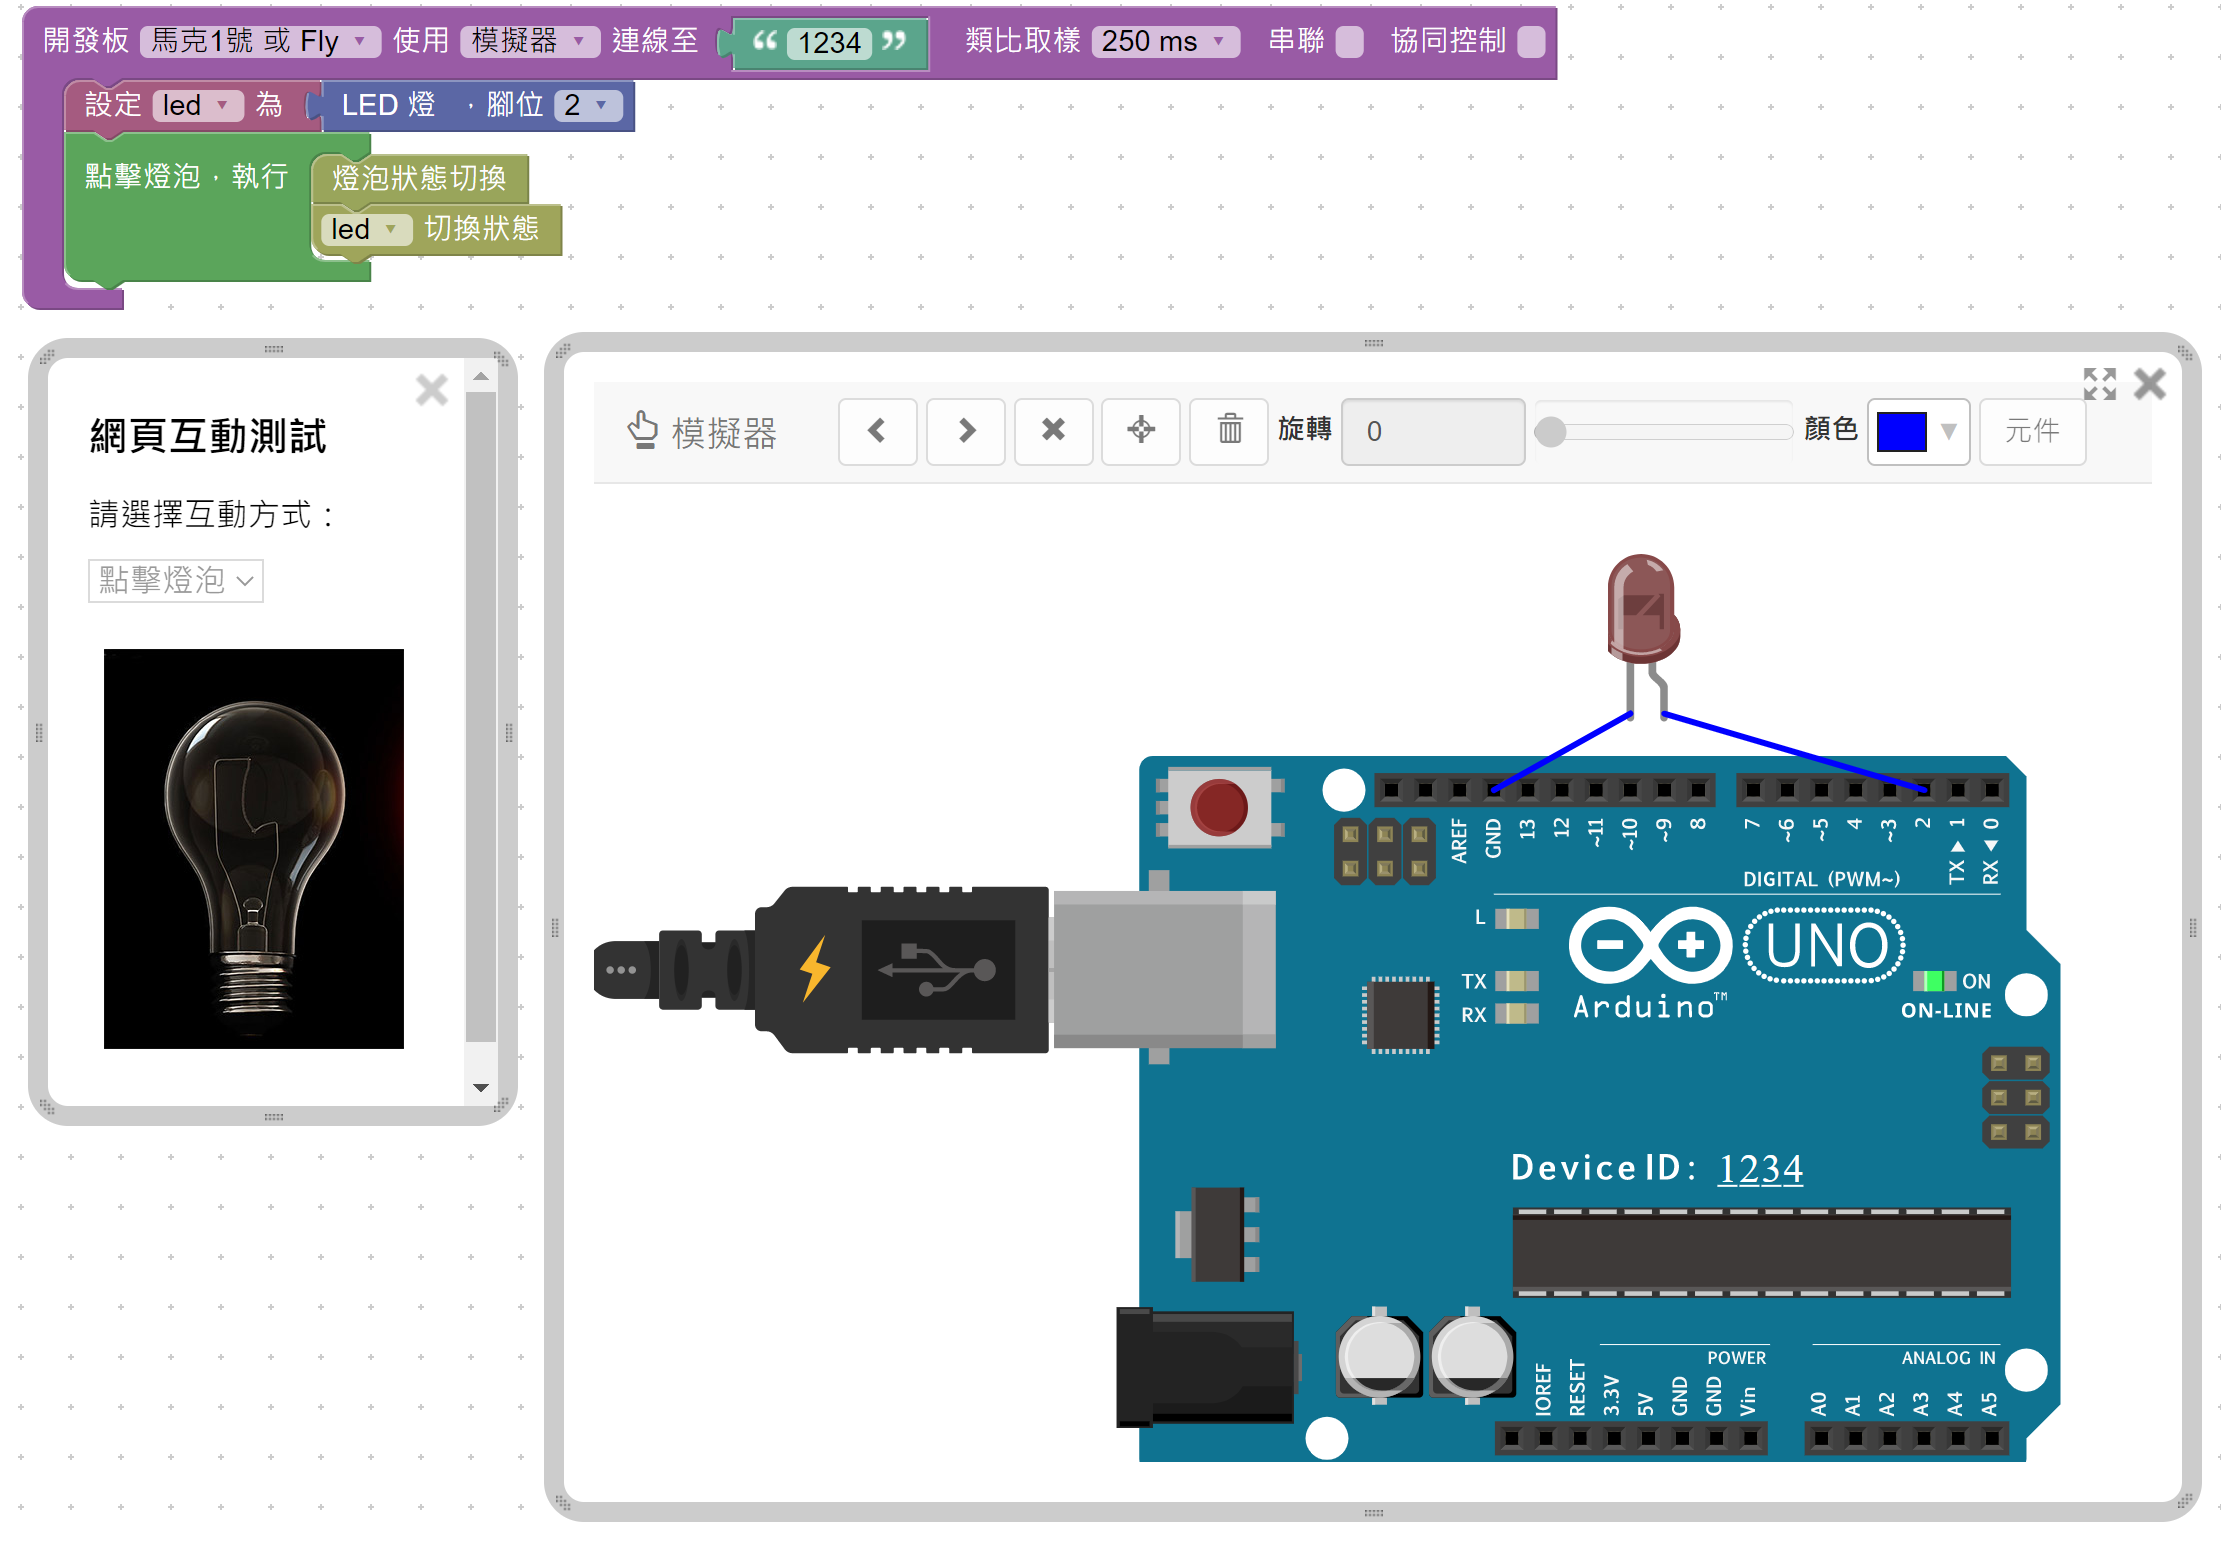 開發板 馬克1號 或 Fly 使用 模擬器 連線至 “ 1234 ” 類比取樣 250 ms 串聯 協同控制
設定 led 為 LED 燈 ，腳位 2
點擊燈泡，執行 燈泡狀態切換
led 切換狀態
網頁互動測試
請選擇互動方式：
點擊燈泡
模擬器 旋轉 0 顏色 元件
AREF GND 13 12 ~11 ~10 ~9 8 7 ~6 ~5 4 ~3 2 TX ▶ 1 RX ◀ 0
DIGITAL (PWM~)
L
UNO
TX
RX
Arduino™
ON
ON-LINE
Device ID: 1234
POWER
ANALOG IN
IOREF RESET 3.3V 5V GND GND Vin A0 A1 A2 A3 A4 A5